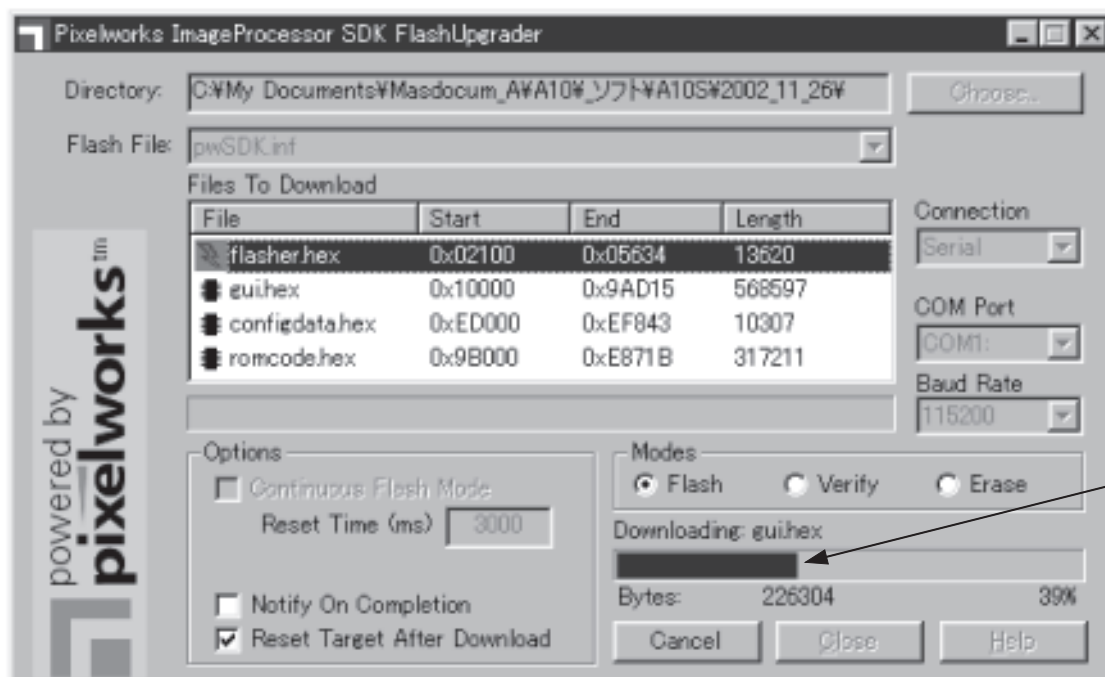 Pixelworks ImageProcessor SDK FlashUpgrader
Directory: C:¥My Documents¥Masdocum_A¥A10¥_ソフト¥A10S¥2002_11_26¥ Choose...
Flash File: pwSDK.inf
Files To Download
File Start End Length
flasher.hex 0x02100 0x05634 13620
gui.hex 0x10000 0x9AD15 568597
configdata.hex 0xED000 0xEF843 10307
romcode.hex 0x9B000 0xE871B 317211
Connection
Serial
COM Port
COM1:
Baud Rate
115200
powered by
pixelworks™
Options
Continuous Flash Mode
Reset Time (ms) 3000
Notify On Completion
Reset Target After Download
Modes
Flash Verify Erase
Downloading: gui.hex
Bytes: 226304 39%
Cancel Close Help